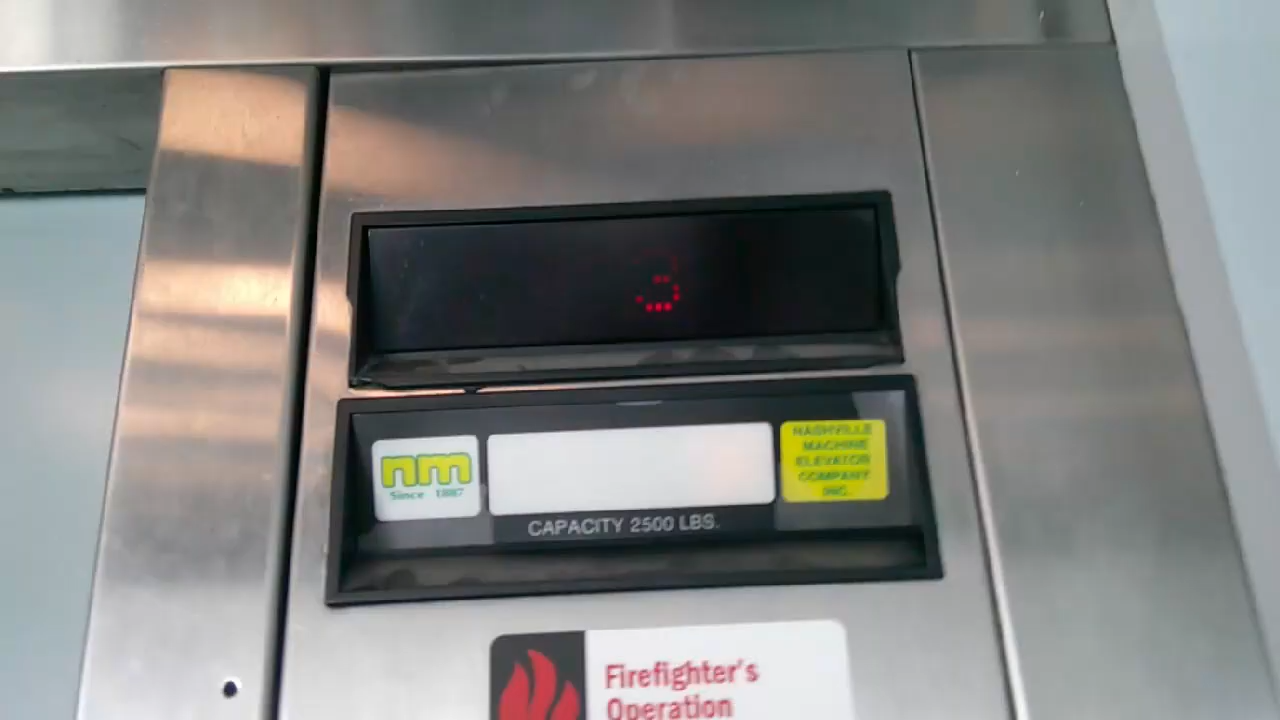 nm
Since 1887
NASHVILLE
MACHINE
ELEVATOR
COMPANY
INC.
CAPACITY 2500 LBS.
Firefighter's
Operation